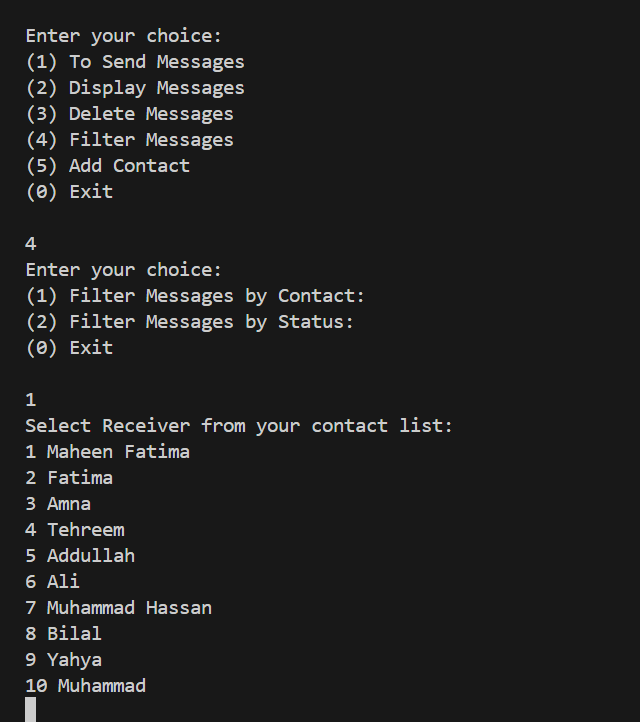 Enter your choice:
(1) To Send Messages
(2) Display Messages
(3) Delete Messages
(4) Filter Messages
(5) Add Contact
(0) Exit
4
Enter your choice:
(1) Filter Messages by Contact:
(2) Filter Messages by Status:
(0) Exit
1
Select Receiver from your contact list:
1 Maheen Fatima
2 Fatima
3 Amna
4 Tehreem
5 Addullah
6 Ali
7 Muhammad Hassan
8 Bilal
9 Yahya
10 Muhammad